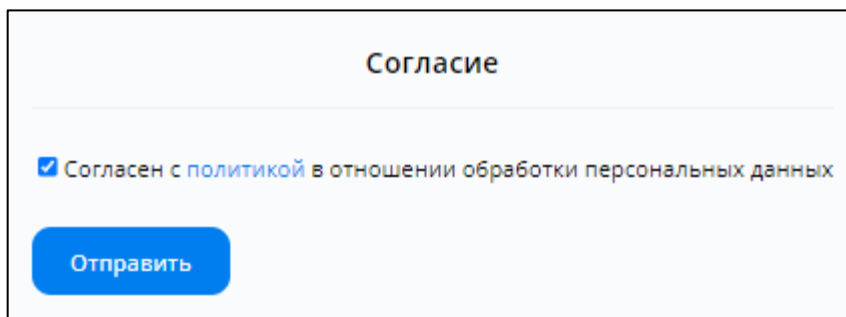 Согласие
Согласен с политикой в отношении обработки персональных данных
Отправить